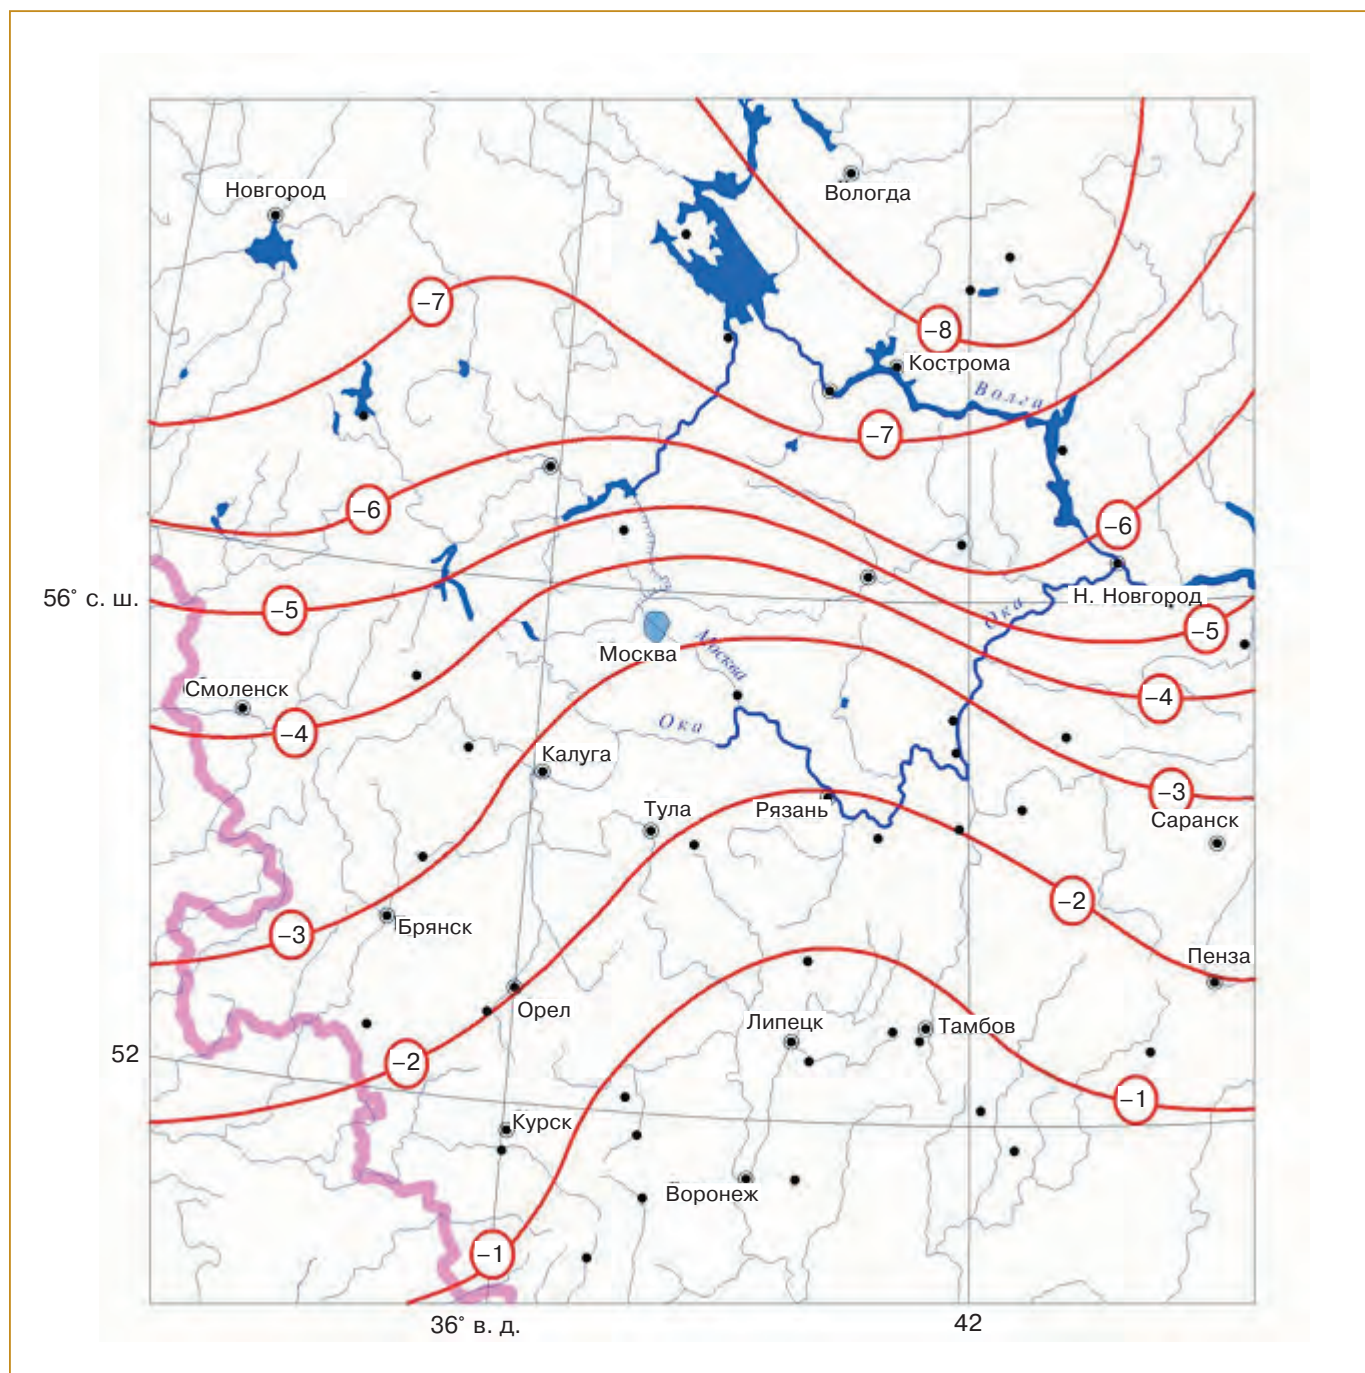 Новгород
Вологда
–7
–8
Кострома
Волга
–7
–6
–6
56° с. ш.
Н. Новгород
–5
Ока
–5
Москва
Москва
Смоленск
–4
–4
Ока
Калуга
–3
Тула
Рязань
Саранск
–2
Брянск
–3
Пенза
Орел
Липецк
Тамбов
52
–2
–1
Курск
Воронеж
–1
36° в. д.
42